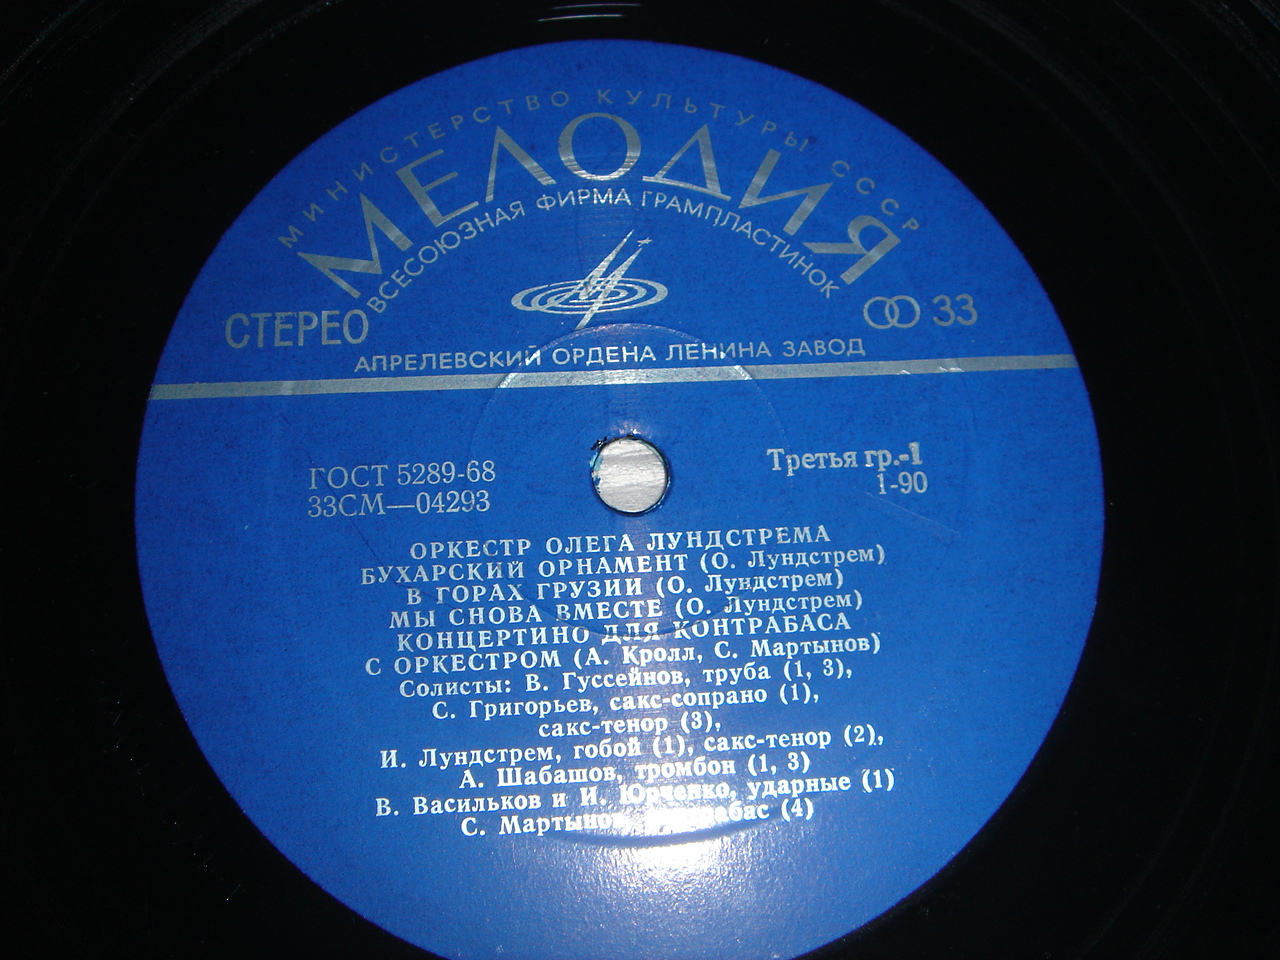 МИНИСТЕРСТВО КУЛЬТУРЫ СССР
МЕЛОДИЯ
ВСЕСОЮЗНАЯ ФИРМА ГРАМПЛАСТИНОК
СТЕРЕО
33
АПРЕЛЕВСКИЙ ОРДЕНА ЛЕНИНА ЗАВОД
ГОСТ 5289-68
33СМ—04293
Третья гр.-1
1-90
ОРКЕСТР ОЛЕГА ЛУНДСТРЕМА
БУХАРСКИЙ ОРНАМЕНТ (О. Лундстрем)
В ГОРАХ ГРУЗИИ (О. Лундстрем)
МЫ СНОВА ВМЕСТЕ (О. Лундстрем)
КОНЦЕРТИНО ДЛЯ КОНТРАБАСА
С ОРКЕСТРОМ (А. Кролл, С. Мартынов)
Солисты: В. Гуссейнов, труба (1, 3),
С. Григорьев, сакс-сопрано (1),
сакс-тенор (3),
И. Лундстрем, гобой (1), сакс-тенор (2),
А. Шабашов, тромбон (1, 3)
В. Васильков и И. Юрченко, ударные (1)
С. Мартынов, (4)